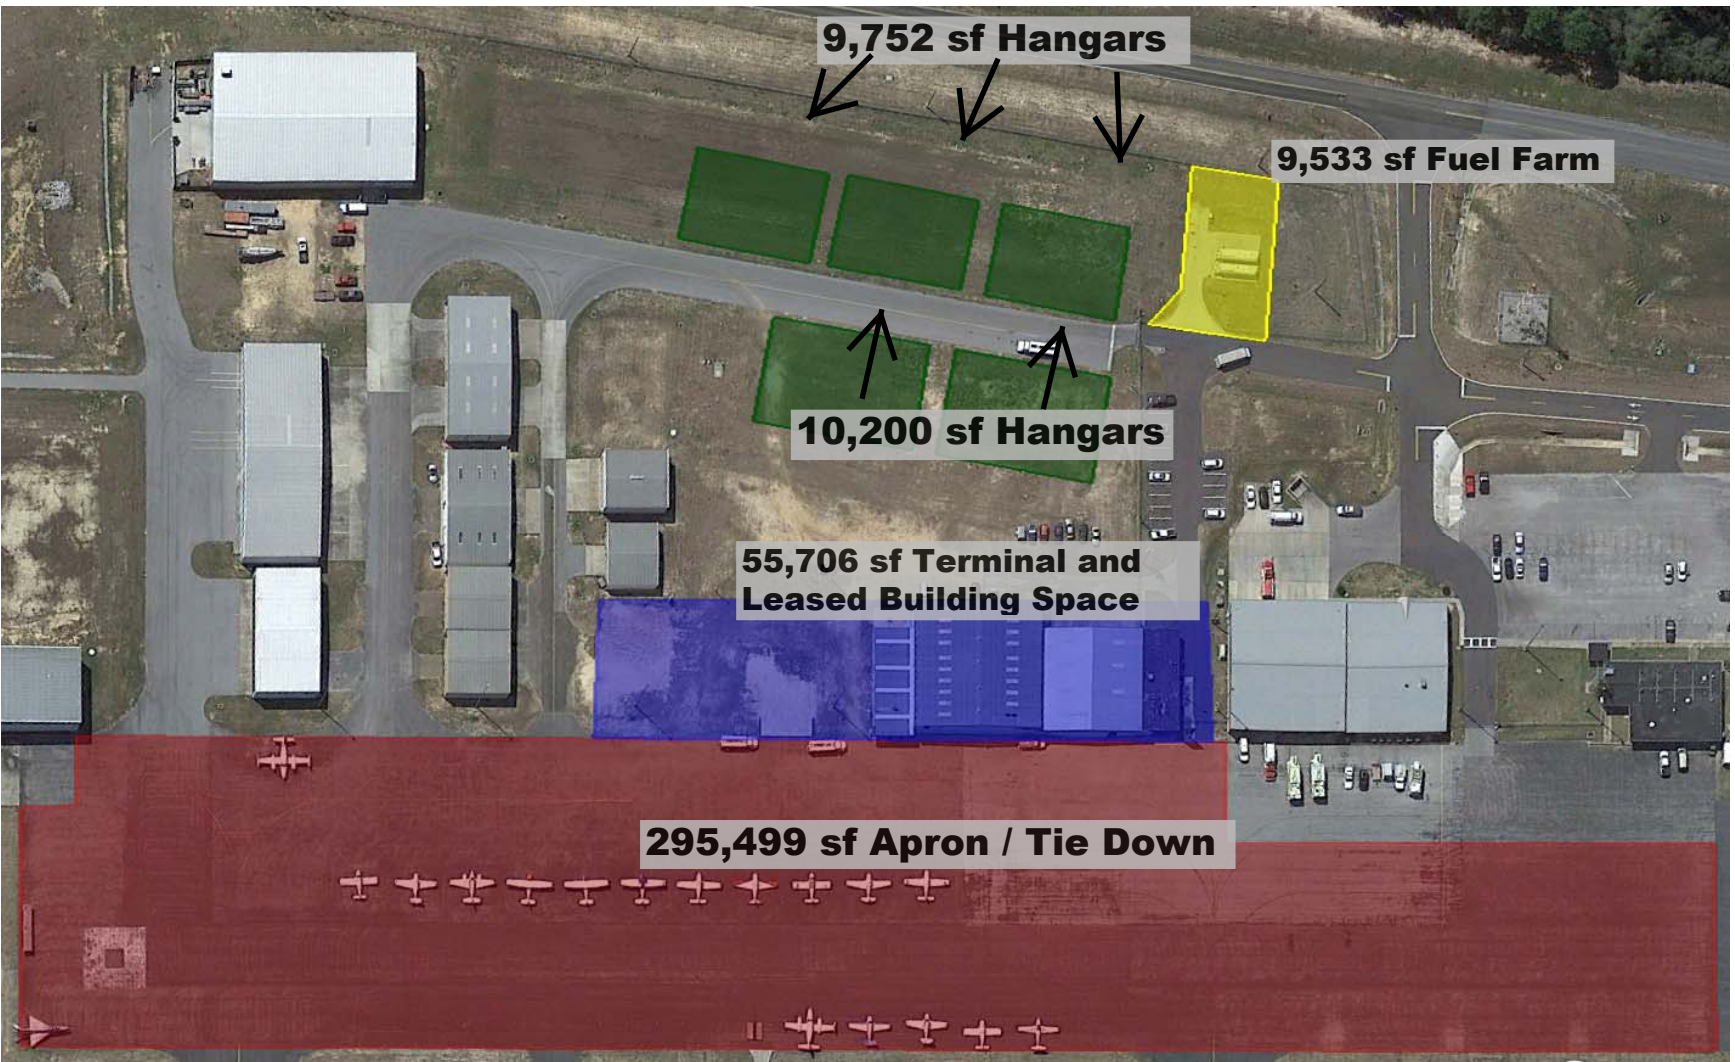 9,752 sf Hangars
9,533 sf Fuel Farm
10,200 sf Hangars
55,706 sf Terminal and
Leased Building Space
295,499 sf Apron / Tie Down